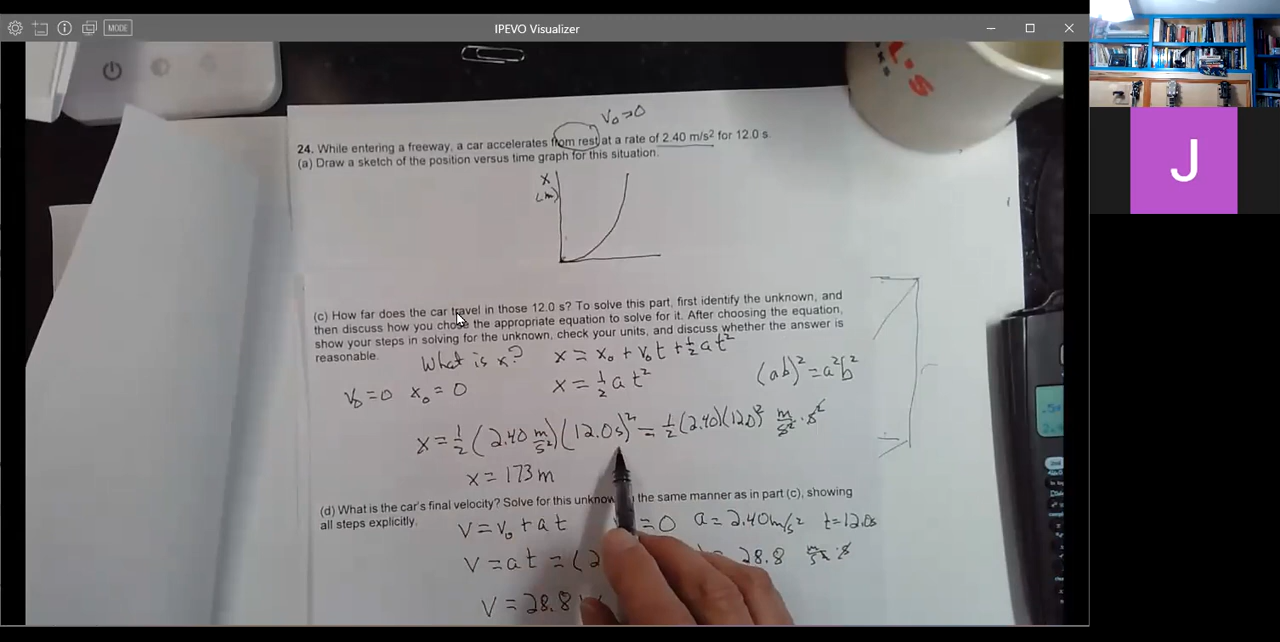 MODE
IPEVO Visualizer
L.S
V₀ = 0
24. While entering a freeway, a car accelerates from rest at a rate of 2.40 m/s² for 12.0 s.
(a) Draw a sketch of the position versus time graph for this situation.
x
(m)
(c) How far does the car travel in those 12.0 s? To solve this part, first identify the unknown, and
then discuss how you chose the appropriate equation to solve for it. After choosing the equation,
show your steps in solving for the unknown, check your units, and discuss whether the answer is
reasonable.
What is x? x = x₀ + v₀t + ½at²
v₀ = 0 x₀ = 0 x = ½at² (ab)² = a²b²
x = ½(2.40 m/s²)(12.0s)² = ½(2.40)(12.0)² m/s² · s²
x = 173 m
(d) What is the car's final velocity? Solve for this unknown the same manner as in part (c), showing
all steps explicitly.
V = V₀ + at = 0 a = 2.40 m/s² t = 12.0s
V = at = (2 = 28.8 m/s² · s
V = 28.8
J